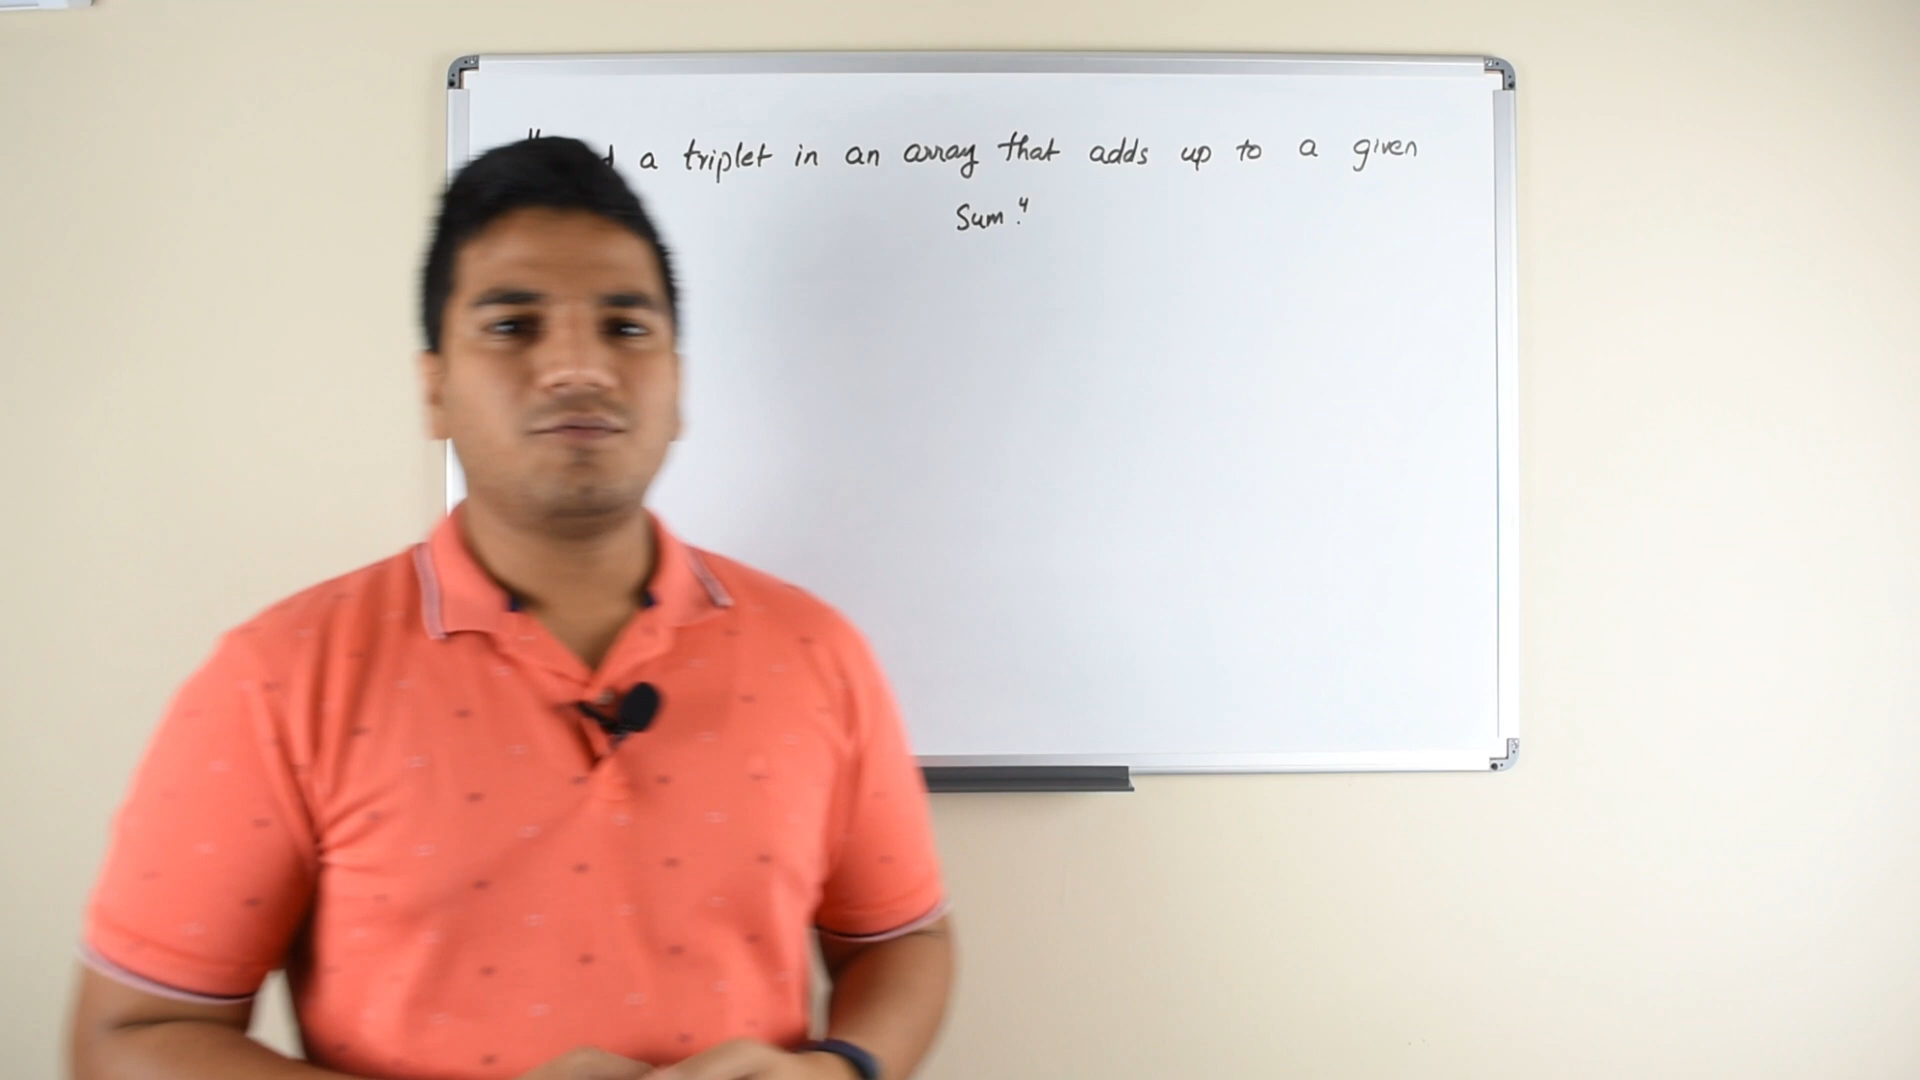 " a triplet in an array that adds up to a given
Sum."